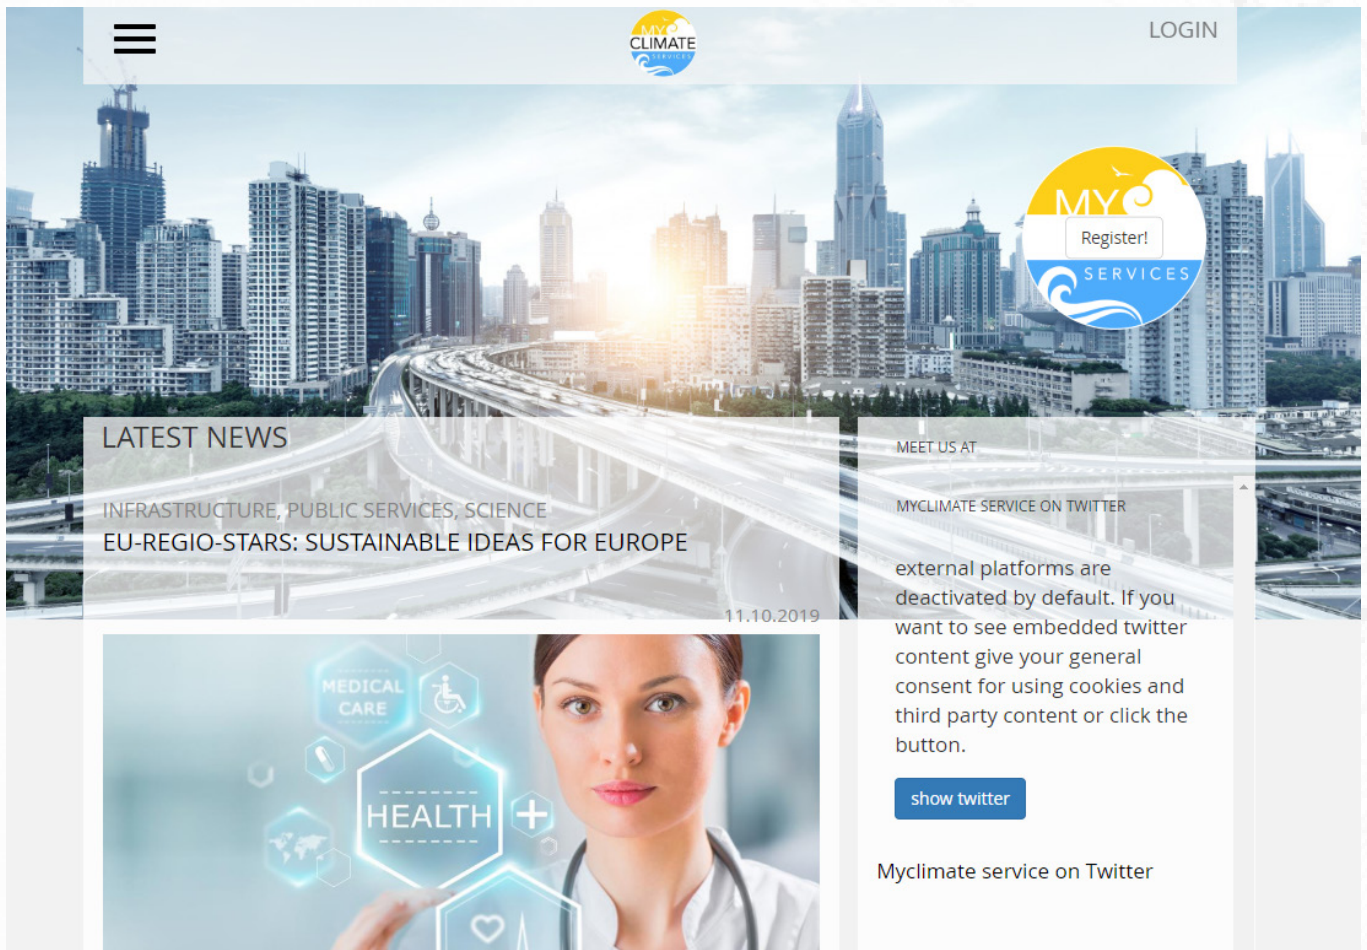 MY
CLIMATE
SERVICES
LOGIN
MY
Register!
SERVICES
LATEST NEWS
INFRASTRUCTURE, PUBLIC SERVICES, SCIENCE
EU-REGIO-STARS: SUSTAINABLE IDEAS FOR EUROPE
11.10.2019
MEDICAL
CARE
HEALTH
MEET US AT
MYCLIMATE SERVICE ON TWITTER
external platforms are
deactivated by default. If you
want to see embedded twitter
content give your general
consent for using cookies and
third party content or click the
button.
show twitter
Myclimate service on Twitter